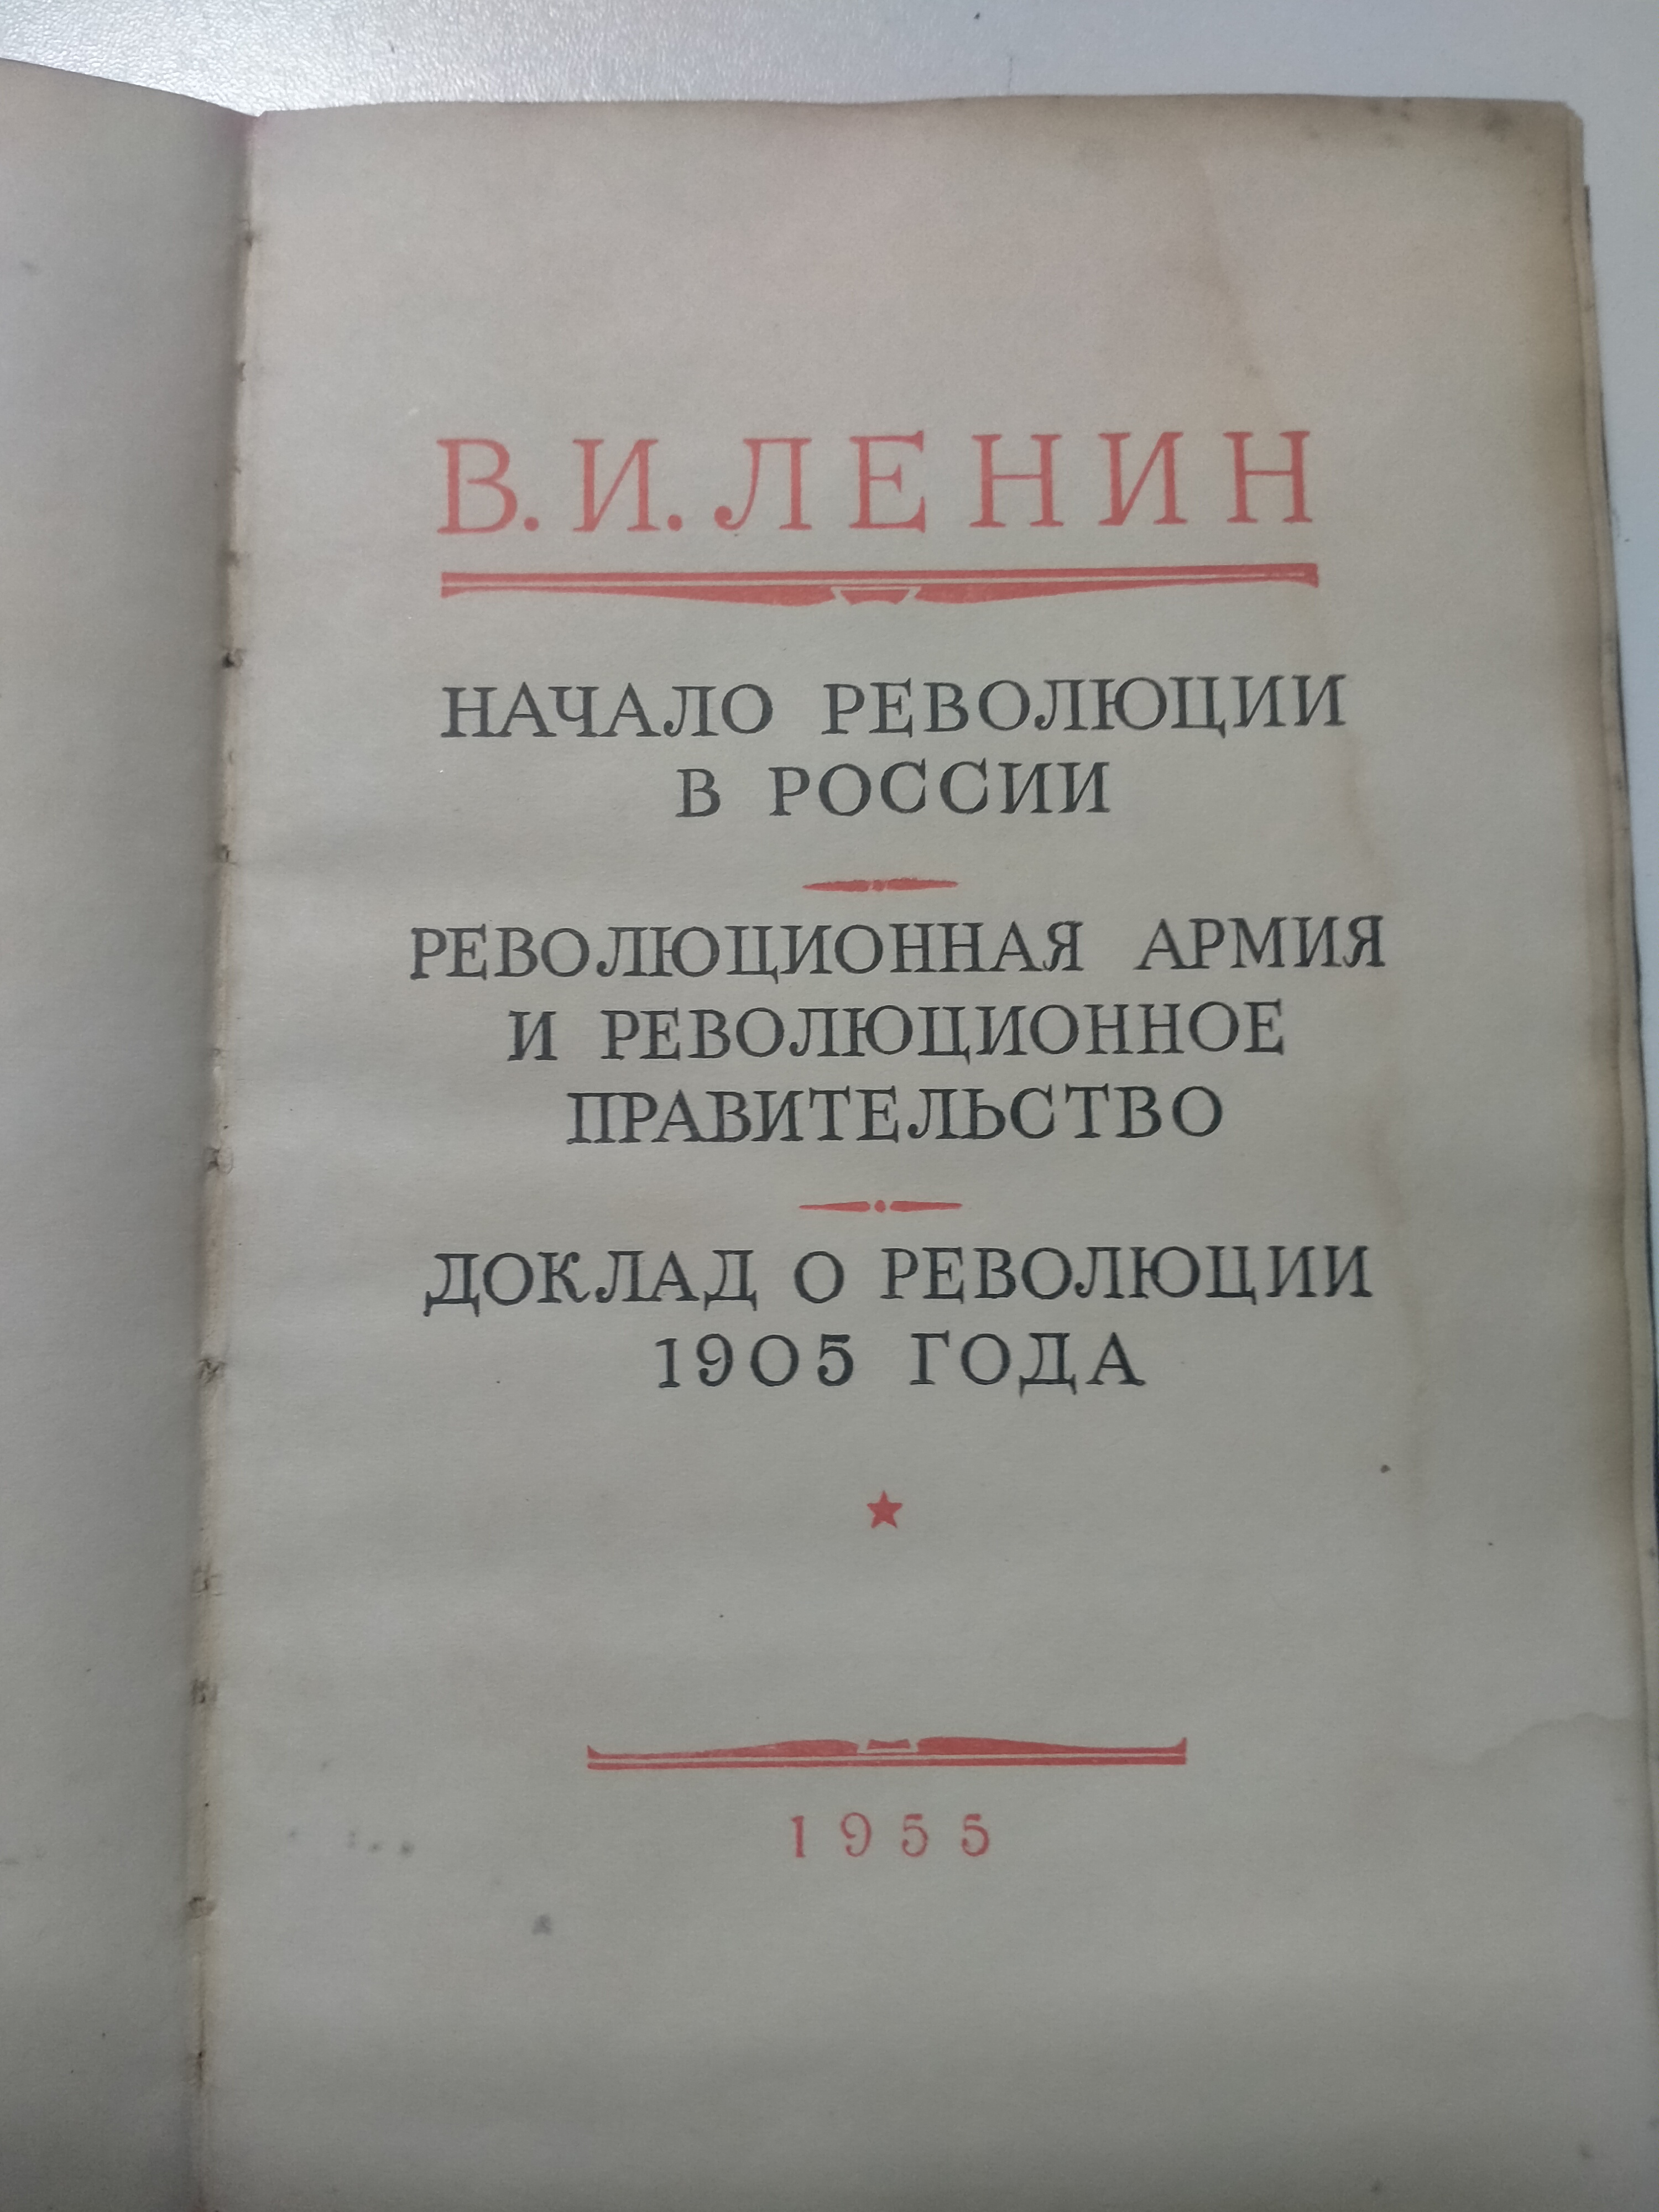 В. И. ЛЕНИН
НАЧАЛО РЕВОЛЮЦИИ
В РОССИИ
РЕВОЛЮЦИОННАЯ АРМИЯ
И РЕВОЛЮЦИОННОЕ
ПРАВИТЕЛЬСТВО
ДОКЛАД О РЕВОЛЮЦИИ
1905 ГОДА
1955